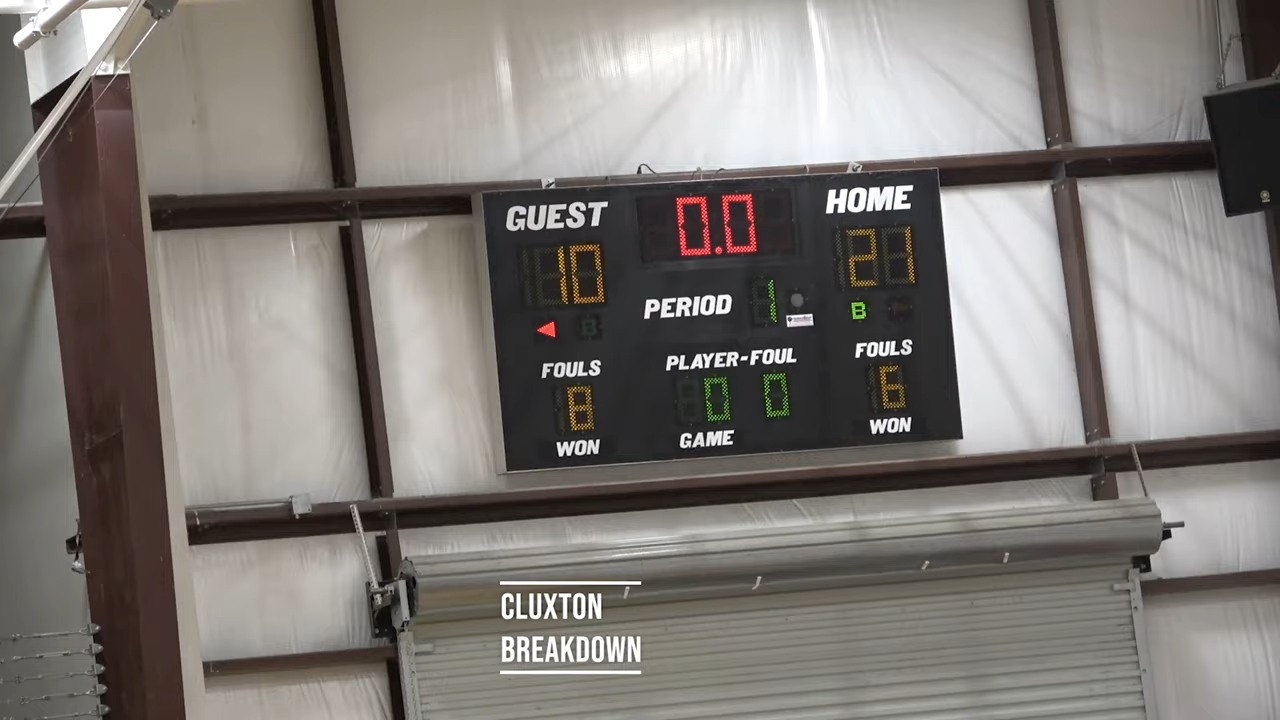 GUEST
0.0
HOME
10
21
PERIOD 1
B
FOULS
PLAYER-FOUL
FOULS
8
0 0
6
WON
GAME
WON
CLUXTON
BREAKDOWN